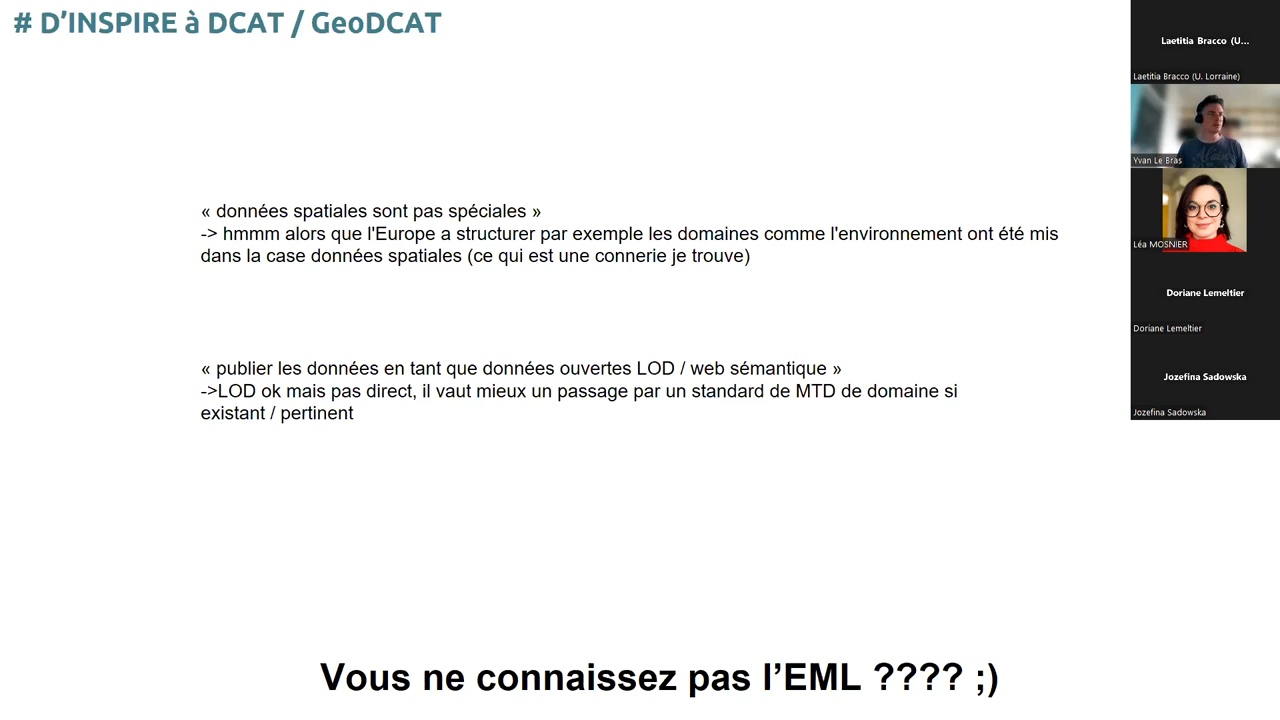 # D’INSPIRE à DCAT / GeoDCAT
« données spatiales sont pas spéciales »
-> hmmm alors que l'Europe a structurer par exemple les domaines comme l'environnement ont été mis
dans la case données spatiales (ce qui est une connerie je trouve)
« publier les données en tant que données ouvertes LOD / web sémantique »
->LOD ok mais pas direct, il vaut mieux un passage par un standard de MTD de domaine si
existant / pertinent
Vous ne connaissez pas l’EML ???? ;)
Laetitia Bracco (U...
Laetitia Bracco (U. Lorraine)
Yvan Le Bras
Léa MOSNIER
Doriane Lemeltier
Doriane Lemeltier
Jozefina Sadowska
Jozefina Sadowska